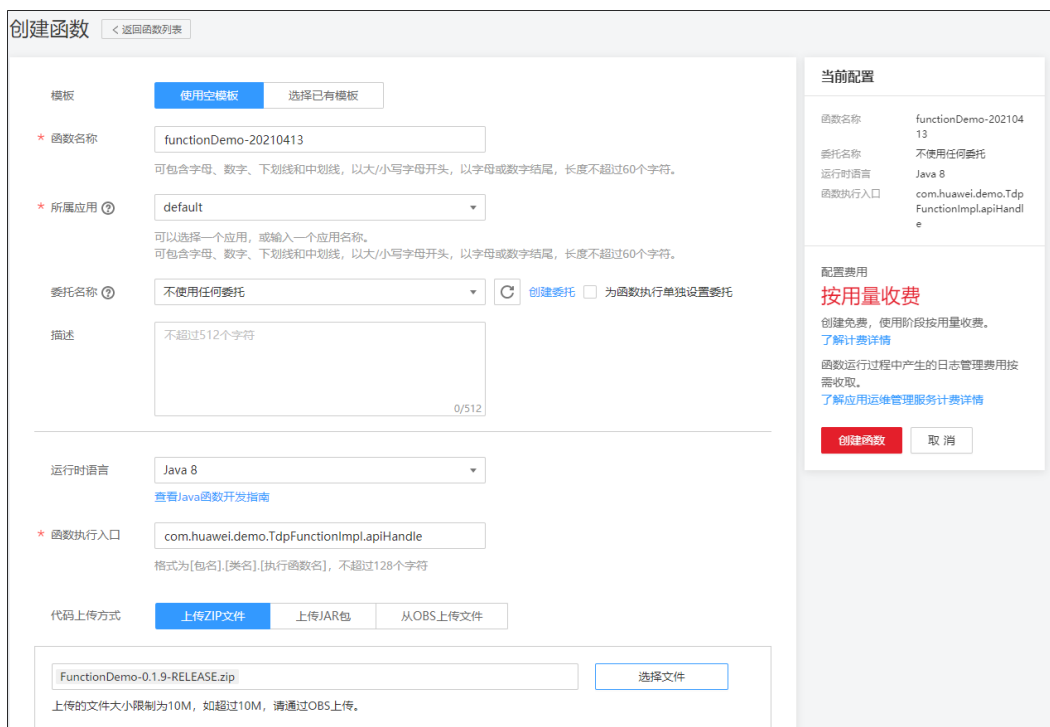 创建函数 < 返回函数列表
模板 使用空模板 选择已有模板
* 函数名称 functionDemo-20210413
可包含字母、数字、下划线和中划线，以大/小写字母开头，以字母或数字结尾，长度不超过60个字符。
* 所属应用 ? default
可以选择一个应用，或输入一个应用名称。
可包含字母、数字、下划线和中划线，以大/小写字母开头，以字母或数字结尾，长度不超过60个字符。
委托名称 ? 不使用任何委托 创建委托 为函数执行单独设置委托
描述 不超过512个字符
0/512
运行时语言 Java 8
查看Java函数开发指南
* 函数执行入口 com.huawei.demo.TdpFunctionImpl.apiHandle
格式为[包名].[类名].[执行函数名]，不超过128个字符
代码上传方式 上传ZIP文件 上传JAR包 从OBS上传文件
FunctionDemo-0.1.9-RELEASE.zip 选择文件
上传的文件大小限制为10M，如超过10M，请通过OBS上传。
当前配置
函数名称 functionDemo-202104
13
委托名称 不使用任何委托
运行时语言 Java 8
函数执行入口 com.huawei.demo.Tdp
FunctionImpl.apiHandl
e
配置费用
按用量收费
创建免费，使用阶段按用量收费。
了解计费详情
函数运行过程中产生的日志管理费用按
需收取。
了解应用运维管理服务计费详情
创建函数 取消